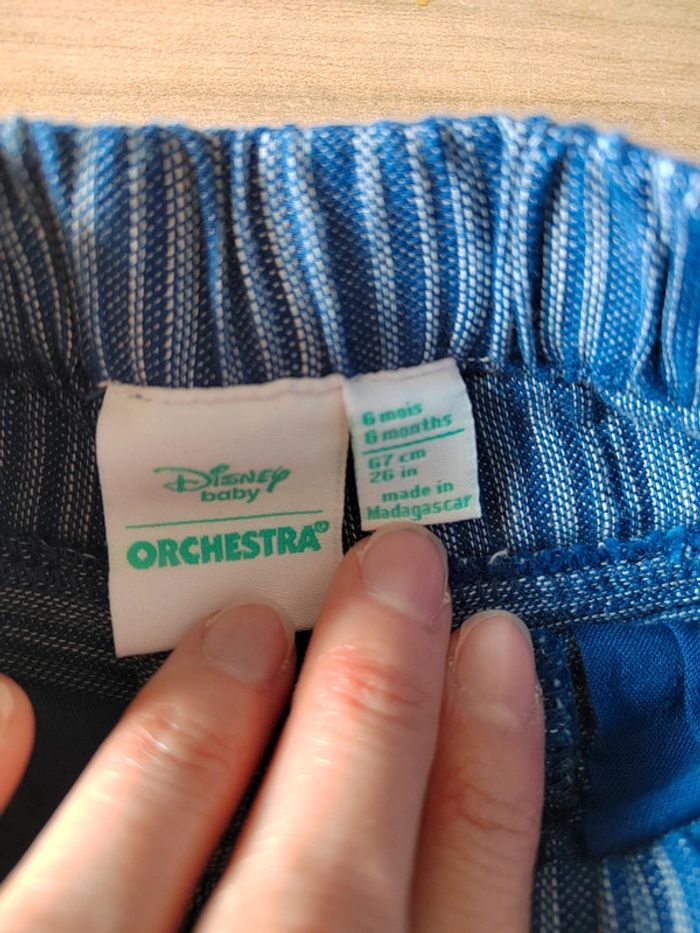 Disney
baby
ORCHESTRA®
6 mois
6 months
67 cm
26 in
made in
Madagascar